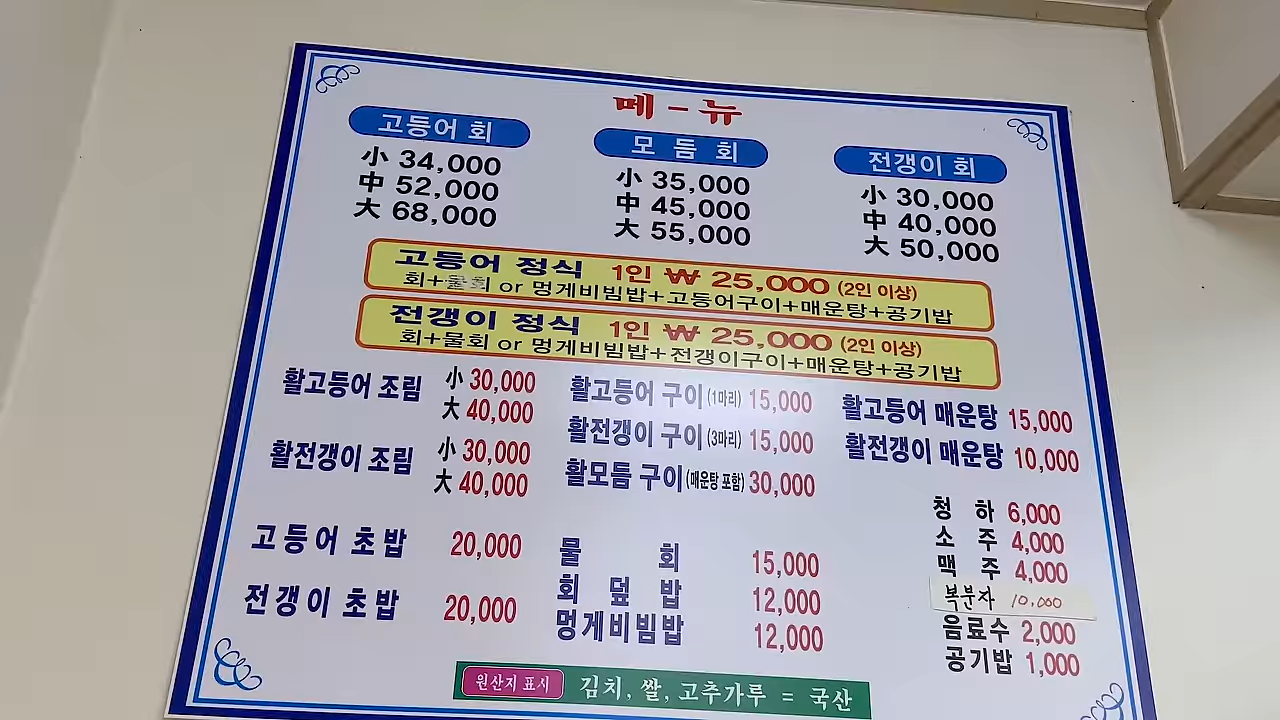 메-뉴
고등어 회
小 34,000
中 52,000
大 68,000
모 듬 회
小 35,000
中 45,000
大 55,000
전갱이 회
小 30,000
中 40,000
大 50,000
고등어 정식 1인 ₩ 25,000 (2인 이상)
회+물회 or 멍게비빔밥+고등어구이+매운탕+공기밥
전갱이 정식 1인 ₩ 25,000 (2인 이상)
회+물회 or 멍게비빔밥+전갱이구이+매운탕+공기밥
활고등어 조림 小 30,000
大 40,000
활전갱이 조림 小 30,000
大 40,000
활고등어 구이 (1마리) 15,000
활전갱이 구이 (3마리) 15,000
활모듬 구이 (매운탕 포함) 30,000
활고등어 매운탕 15,000
활전갱이 매운탕 10,000
고등어 초밥 20,000
전갱이 초밥 20,000
물 회 15,000
회 덮 밥 12,000
멍게비빔밥 12,000
청 하 6,000
소 주 4,000
맥 주 4,000
복분자 10,000
음료수 2,000
공기밥 1,000
원산지 표시 김치, 쌀, 고추가루 = 국산